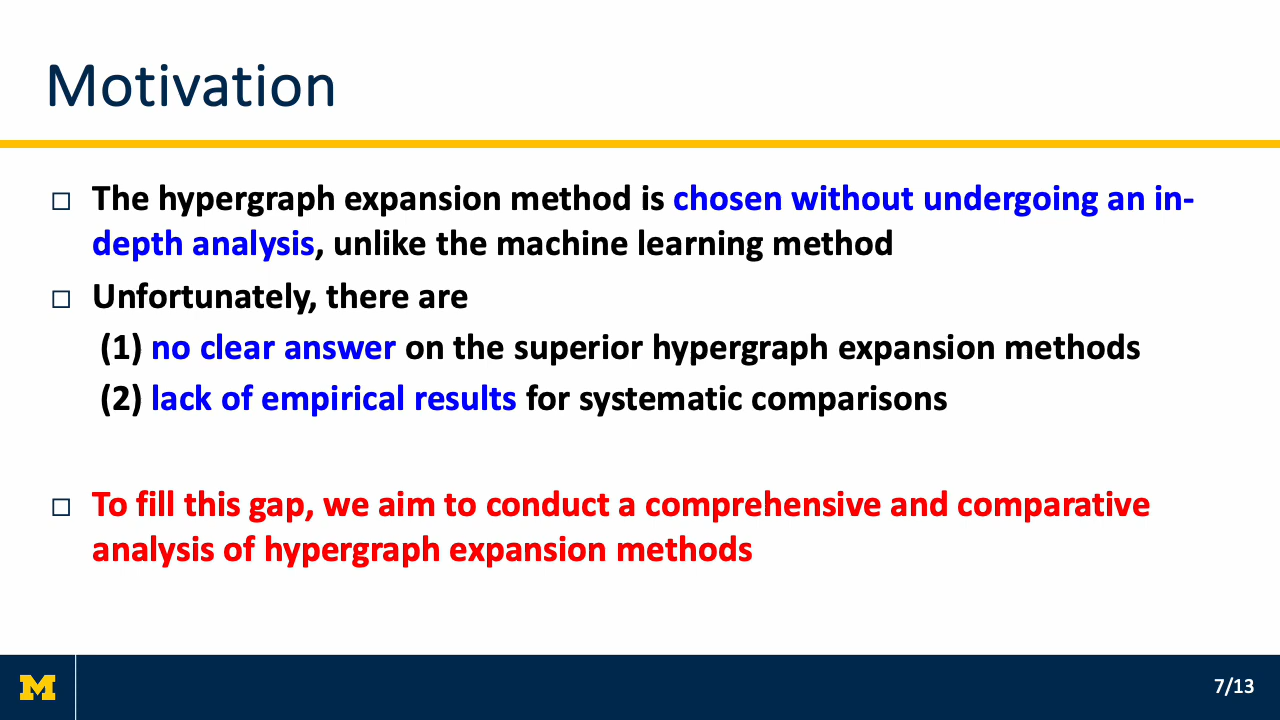 Motivation
The hypergraph expansion method is chosen without undergoing an in-
depth analysis, unlike the machine learning method
Unfortunately, there are
(1) no clear answer on the superior hypergraph expansion methods
(2) lack of empirical results for systematic comparisons
To fill this gap, we aim to conduct a comprehensive and comparative
analysis of hypergraph expansion methods
M
7/13